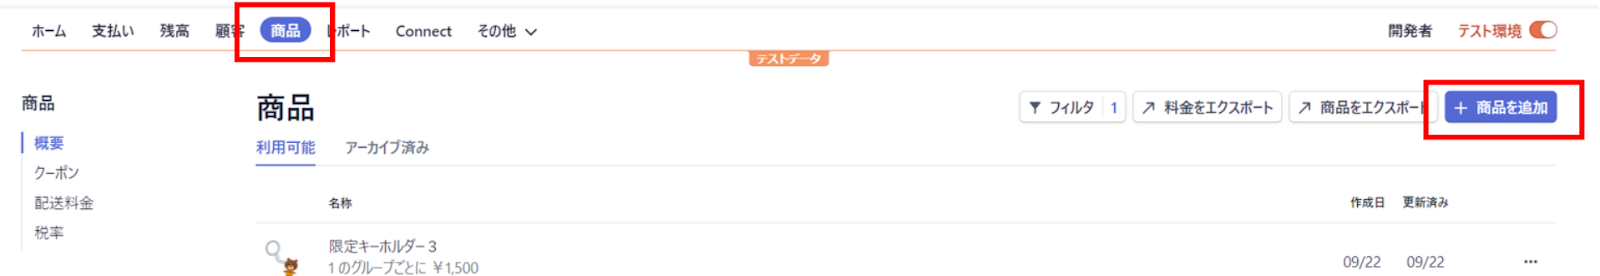 ホーム 支払い 残高 顧客 商品 レポート Connect その他 開発者 テスト環境
テストデータ
商品
概要
クーポン
配送料金
税率
商品
フィルタ 1 料金をエクスポート 商品をエクスポート + 商品を追加
利用可能 アーカイブ済み
名称 作成日 更新済み
限定キーホルダー3
1 のグループごとに ¥1,500 09/22 09/22 ...